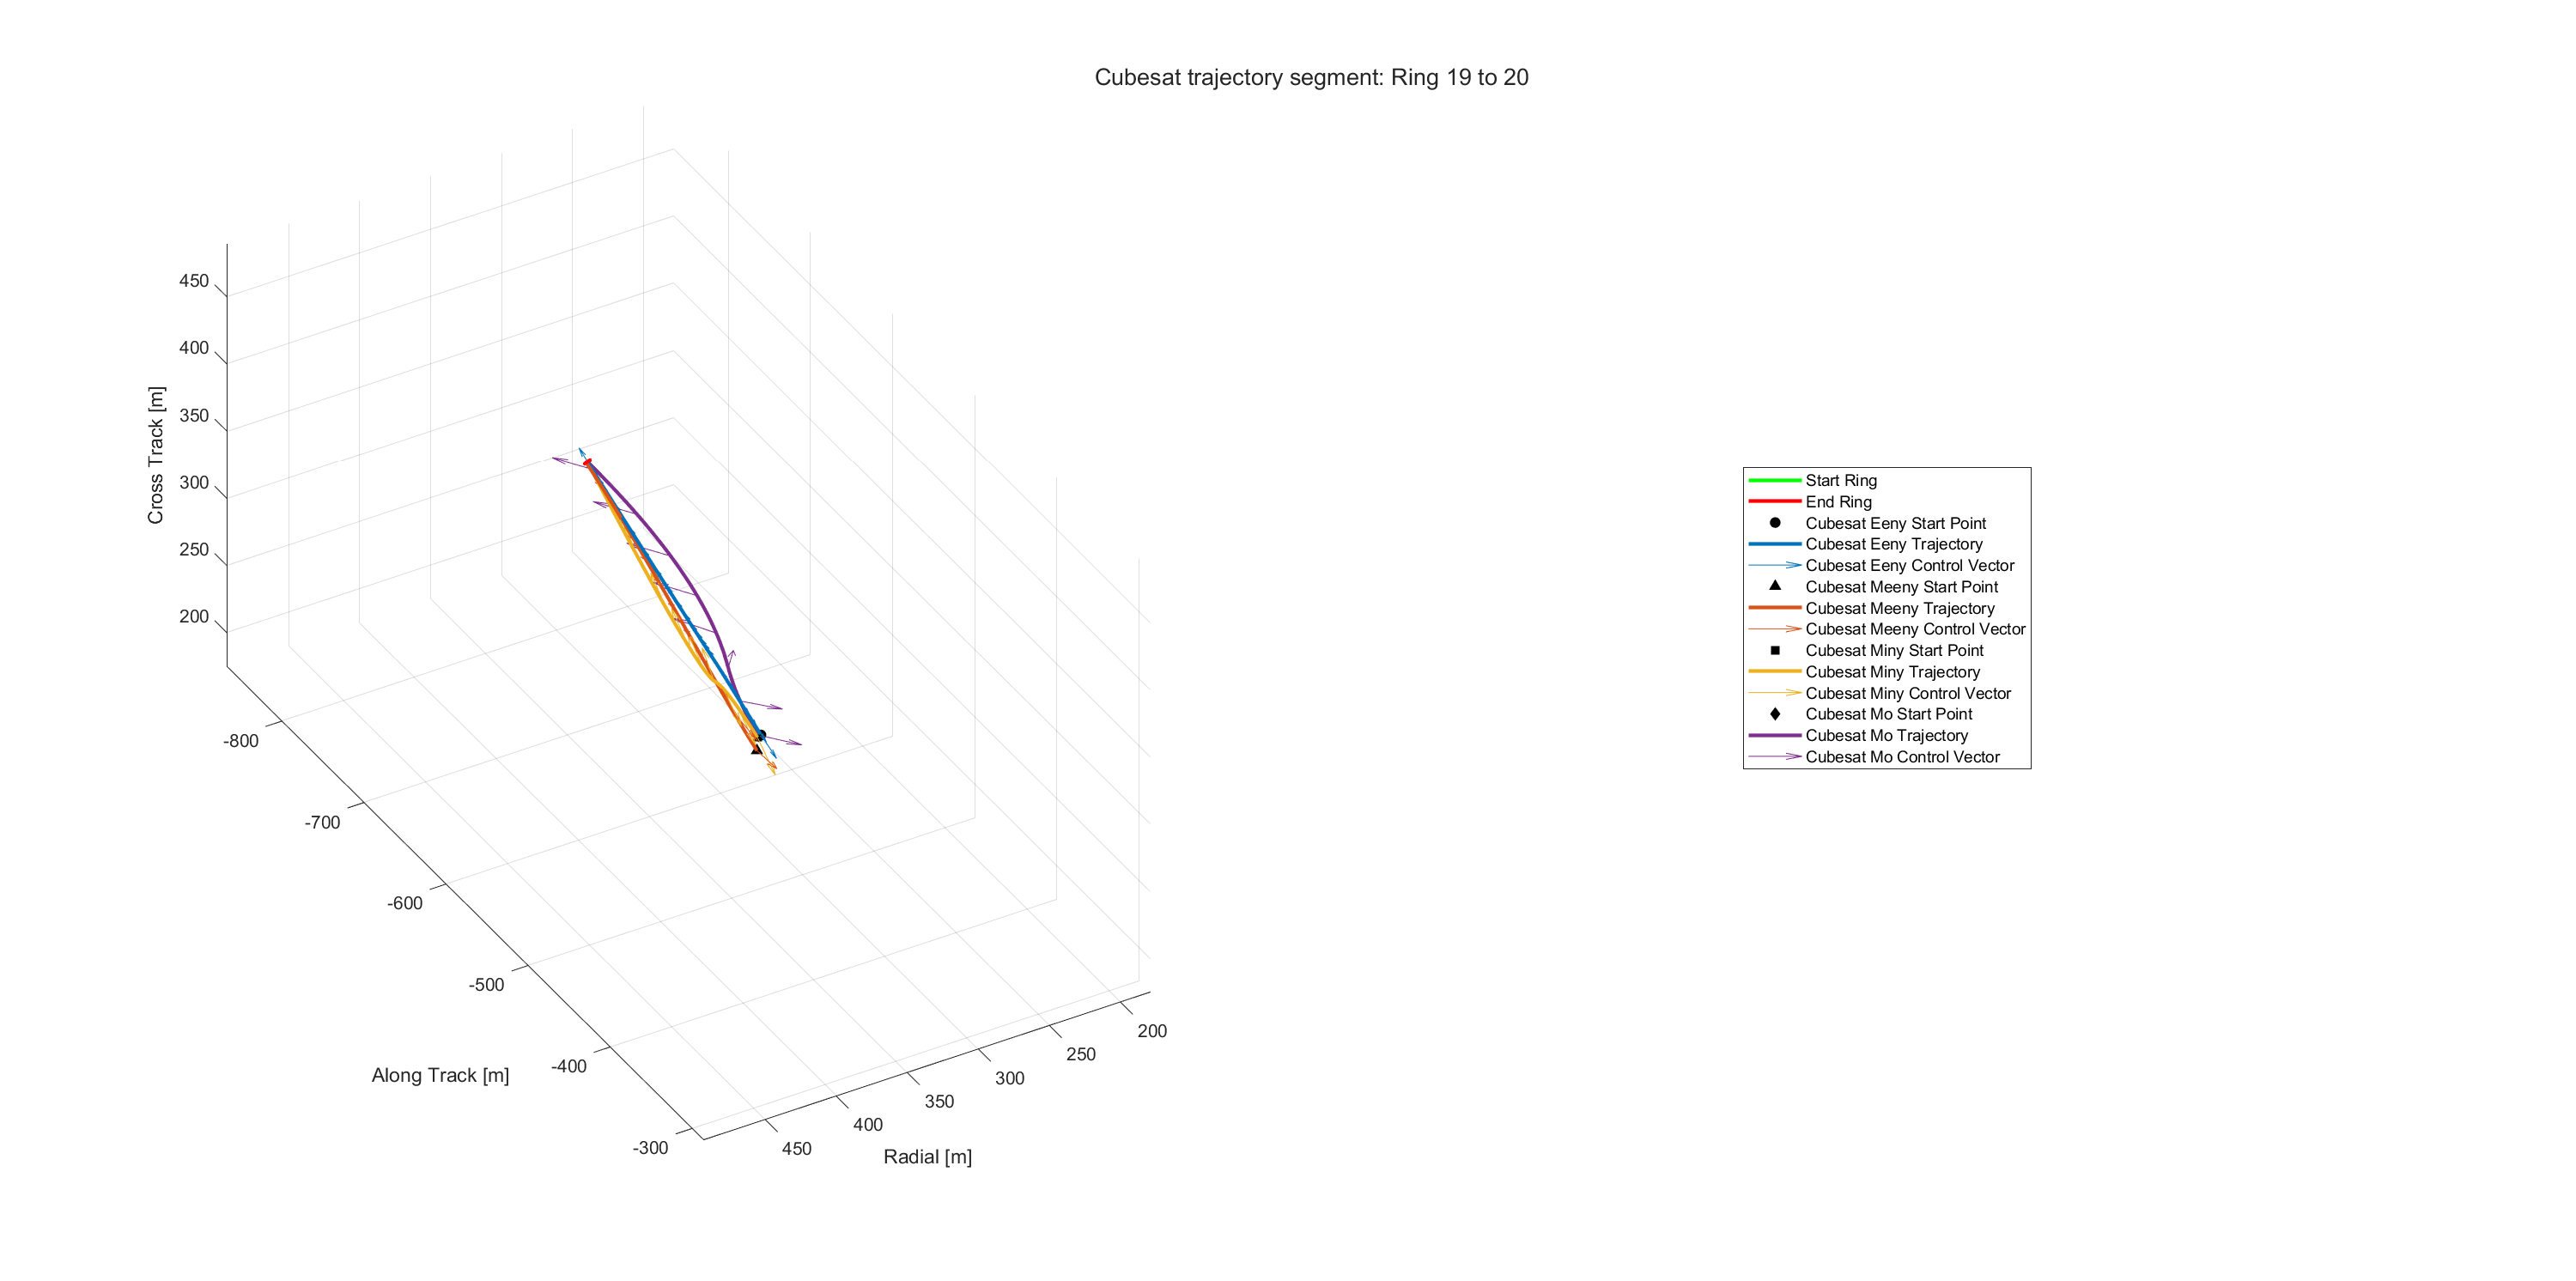 Cubesat trajectory segment: Ring 19 to 20
Cross Track [m]
450
400
350
300
250
200
-800
-700
-600
-500
-400
-300
Along Track [m]
450
400
350
300
250
200
Radial [m]
Start Ring
End Ring
Cubesat Eeny Start Point
Cubesat Eeny Trajectory
Cubesat Eeny Control Vector
Cubesat Meeny Start Point
Cubesat Meeny Trajectory
Cubesat Meeny Control Vector
Cubesat Miny Start Point
Cubesat Miny Trajectory
Cubesat Miny Control Vector
Cubesat Mo Start Point
Cubesat Mo Trajectory
Cubesat Mo Control Vector